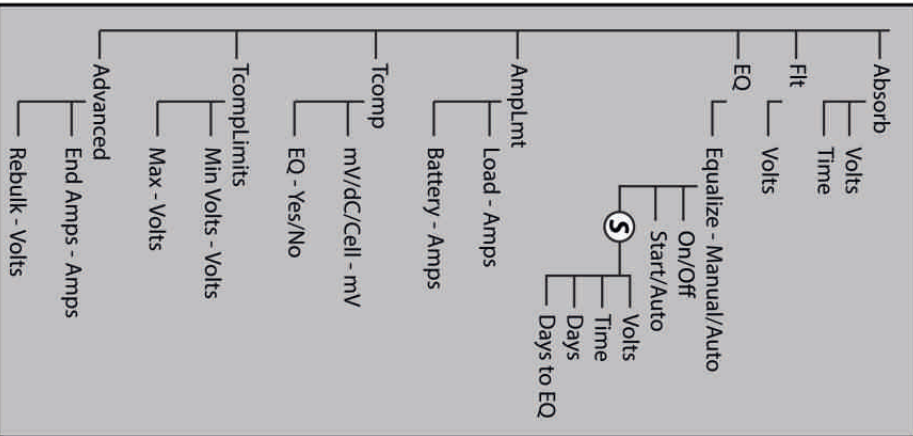 Absorb
Volts
Time
Flt
Volts
EQ
Equalize - Manual/Auto
On/Off
Start/Auto
S
Volts
Time
Days
Days to EQ
AmpLmt
Load - Amps
Battery - Amps
Tcomp
mV/dC/Cell - mV
EQ - Yes/No
TcompLimits
Min Volts - Volts
Max - Volts
Advanced
End Amps - Amps
Rebulk - Volts